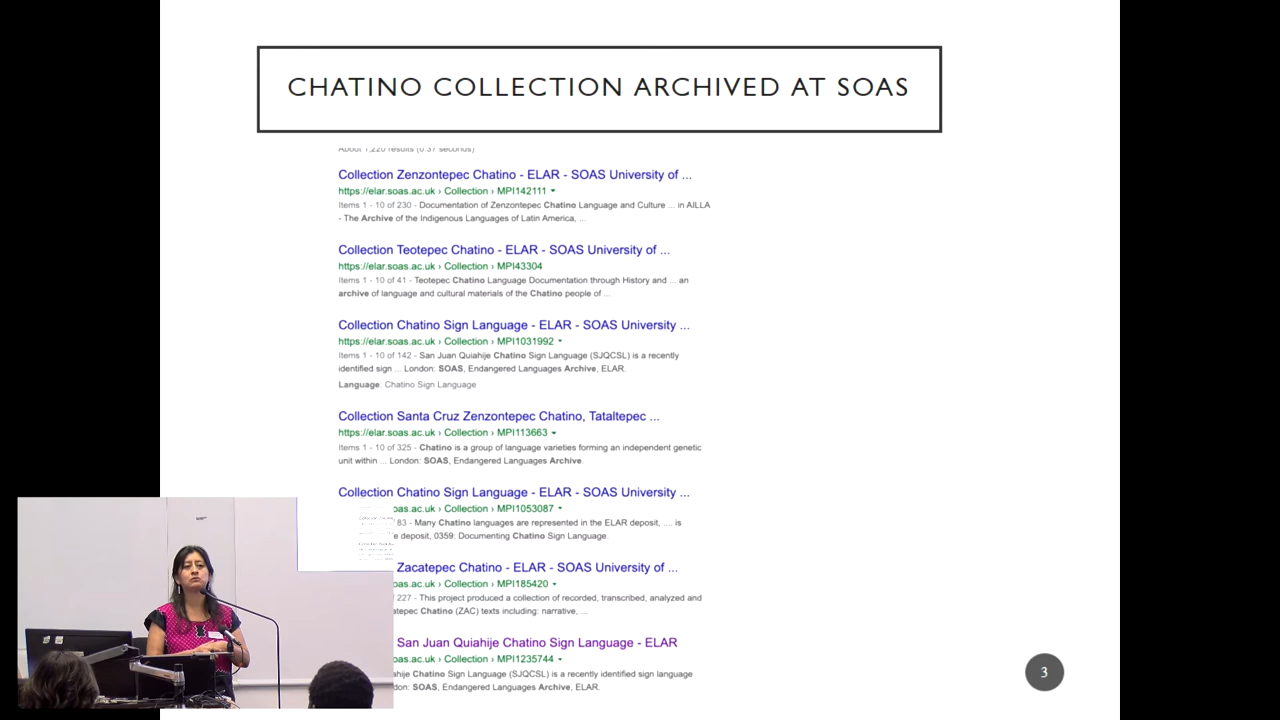 CHATINO COLLECTION ARCHIVED AT SOAS
About 1,220 results (0.37 seconds)
Collection Zenzontepec Chatino - ELAR - SOAS University of ...
https://elar.soas.ac.uk › Collection › MPI142111
Items 1 - 10 of 230 - Documentation of Zenzontepec Chatino Language and Culture ... in AILLA
- The Archive of the Indigenous Languages of Latin America, ...
Collection Teotepec Chatino - ELAR - SOAS University of ...
https://elar.soas.ac.uk › Collection › MPI43304
Items 1 - 10 of 41 - Teotepec Chatino Language Documentation through History and ... an
archive of language and cultural materials of the Chatino people of ...
Collection Chatino Sign Language - ELAR - SOAS University ...
https://elar.soas.ac.uk › Collection › MPI1031992
Items 1 - 10 of 142 - San Juan Quiahije Chatino Sign Language (SJQCSL) is a recently
identified sign ... London: SOAS, Endangered Languages Archive, ELAR.
Language: Chatino Sign Language
Collection Santa Cruz Zenzontepec Chatino, Tataltepec ...
https://elar.soas.ac.uk › Collection › MPI113663
Items 1 - 10 of 325 - Chatino is a group of language varieties forming an independent genetic
unit within ... London: SOAS, Endangered Languages Archive.
Collection Chatino Sign Language - ELAR - SOAS University ...
oas.ac.uk › Collection › MPI1053087
83 - Many Chatino languages are represented in the ELAR deposit, .... is
e deposit, 0359: Documenting Chatino Sign Language.
Zacatepec Chatino - ELAR - SOAS University of ...
oas.ac.uk › Collection › MPI185420
227 - This project produced a collection of recorded, transcribed, analyzed and
atepec Chatino (ZAC) texts including: narrative, ...
San Juan Quiahije Chatino Sign Language - ELAR
oas.ac.uk › Collection › MPI1235744
ahije Chatino Sign Language (SJQCSL) is a recently identified sign language
don: SOAS, Endangered Languages Archive, ELAR.
3